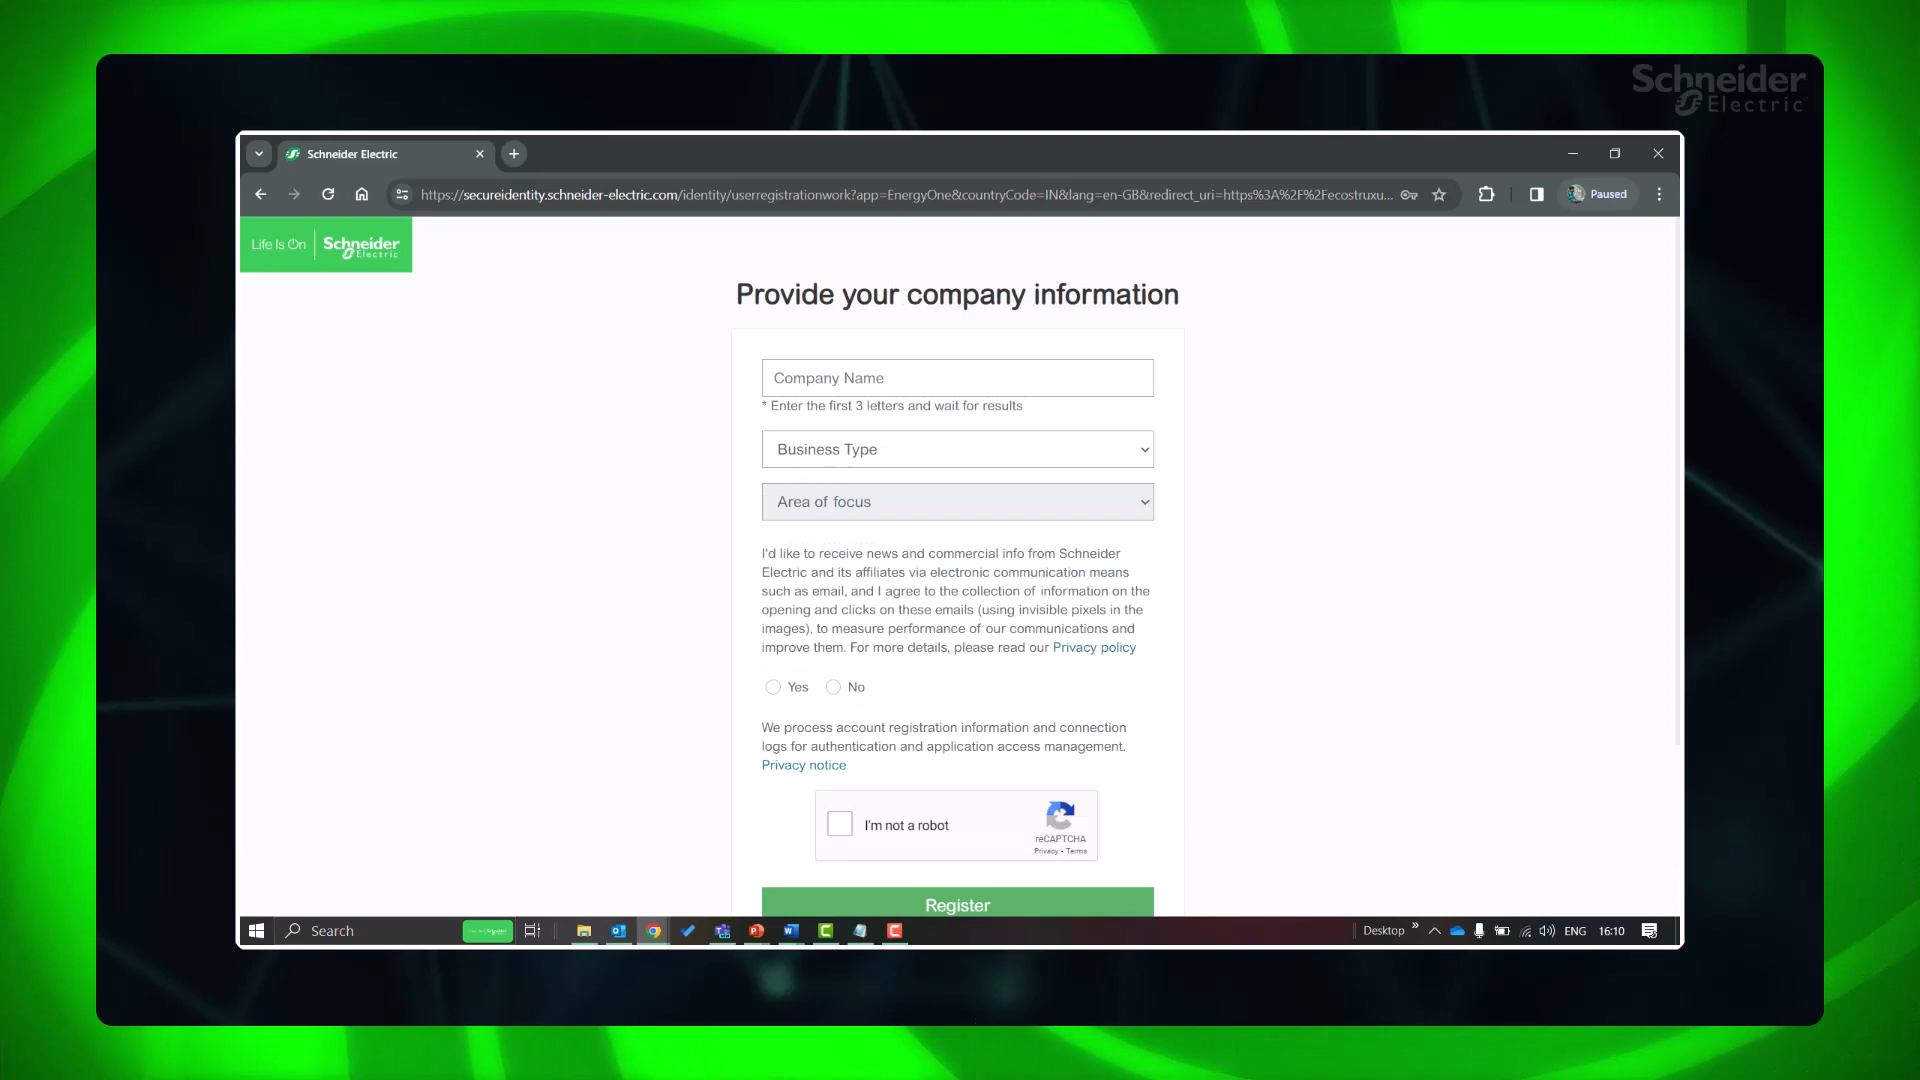 Schneider
Electric
Schneider Electric
https://secureidentity.schneider-electric.com/identity/userregistrationwork?app=EnergyOne&countryCode=IN&lang=en-GB&redirect_uri=https%3A%2F%2Fecostruxu...
Paused
Life Is On
Schneider
Electric
Provide your company information
Company Name
* Enter the first 3 letters and wait for results
Business Type
Area of focus
I'd like to receive news and commercial info from Schneider
Electric and its affiliates via electronic communication means
such as email, and I agree to the collection of information on the
opening and clicks on these emails (using invisible pixels in the
images), to measure performance of our communications and
improve them. For more details, please read our Privacy policy
Yes No
We process account registration information and connection
logs for authentication and application access management.
Privacy notice
I'm not a robot
reCAPTCHA
Privacy - Terms
Register
Search
Desktop
ENG
16:10